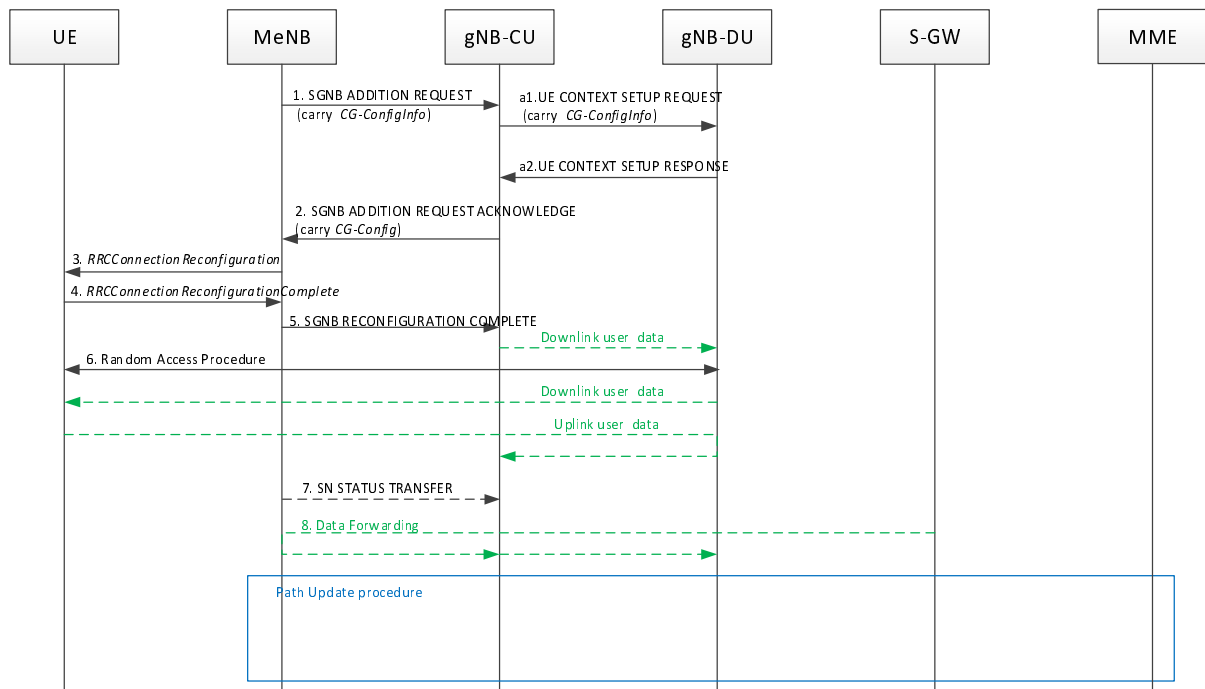 UE
MeNB
gNB-CU
gNB-DU
S-GW
MME
1. SGNB ADDITION REQUEST
(carry CG-ConfigInfo)
a1.UE CONTEXT SETUP REQUEST
(carry CG-ConfigInfo)
a2.UE CONTEXT SETUP RESPONSE
2. SGNB ADDITION REQUEST ACKNOWLEDGE
(carry CG-Config)
3. RRCConnectionReconfiguration
4. RRCConnectionReconfigurationComplete
5. SGNB RECONFIGURATION COMPLETE
Downlink user data
6. Random Access Procedure
Downlink user data
Uplink user data
7. SN STATUS TRANSFER
8. Data Forwarding
Path Update procedure